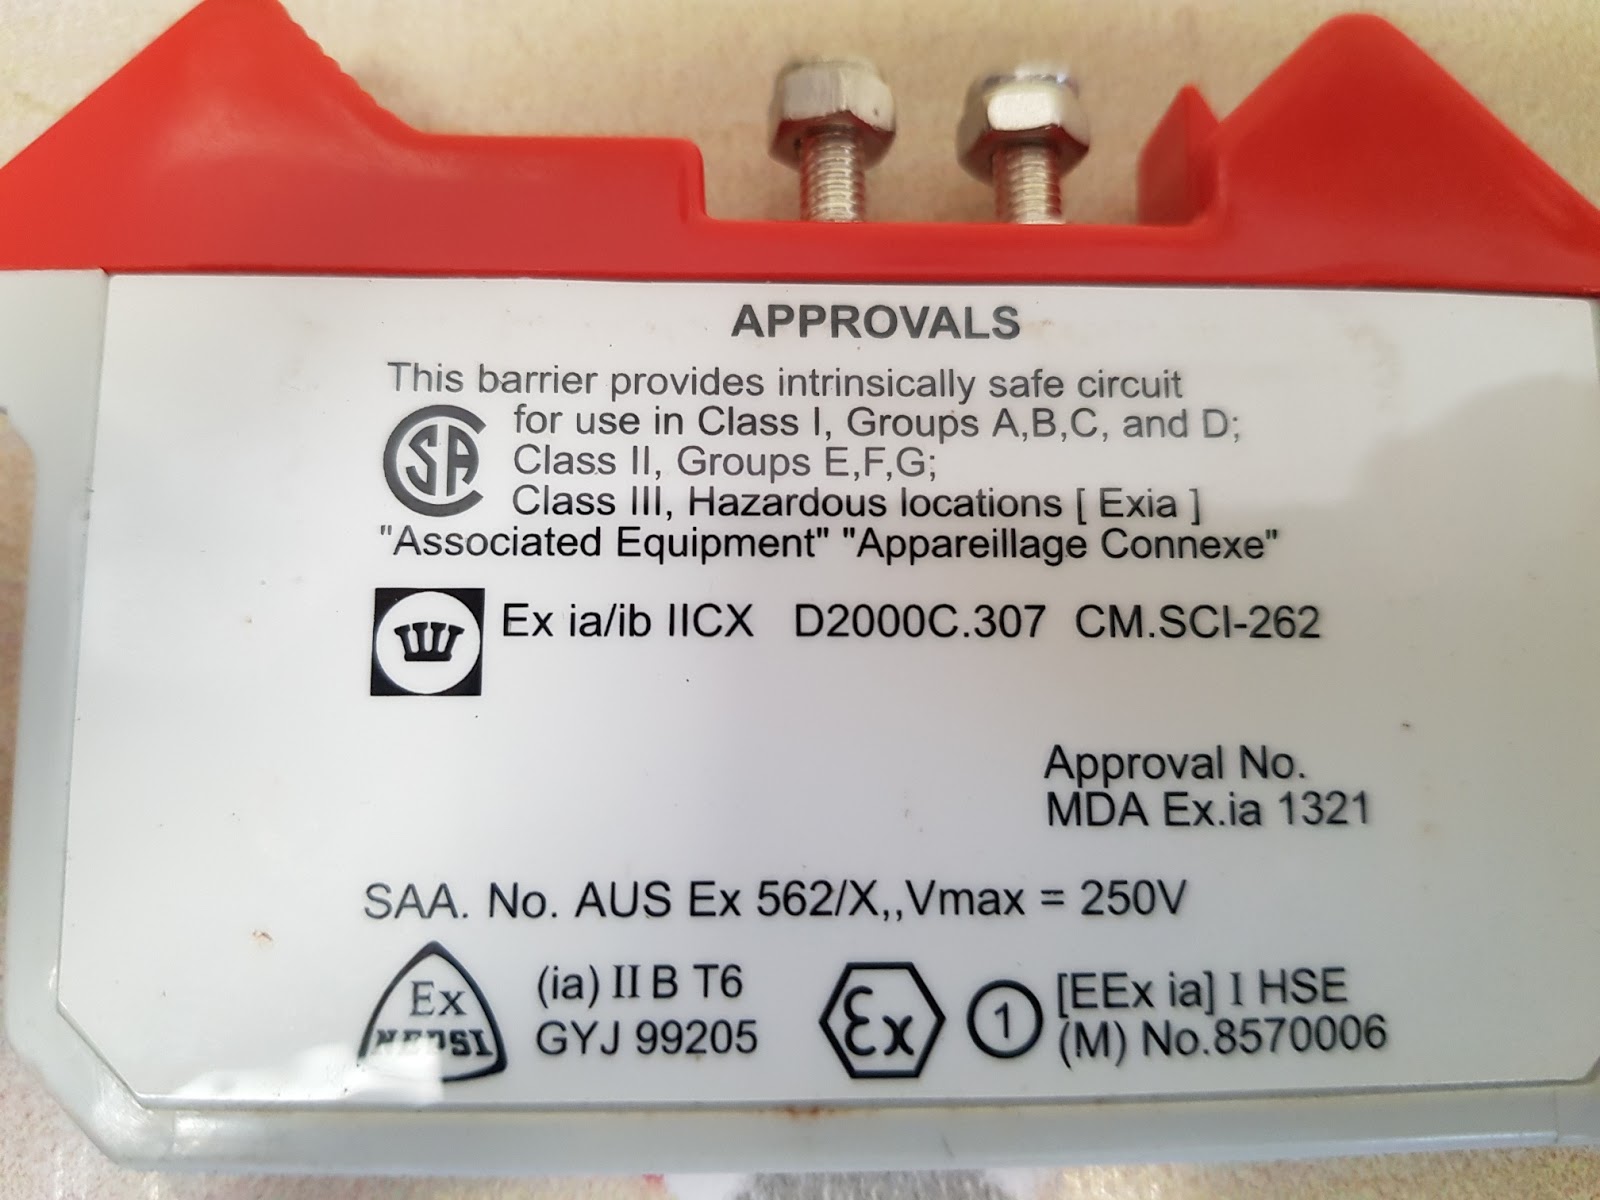 APPROVALS
This barrier provides intrinsically safe circuit
for use in Class I, Groups A,B,C, and D;
Class II, Groups E,F,G;
Class III, Hazardous locations [ Exia ]
"Associated Equipment" "Appareillage Connexe"
SA
Ex ia/ib IICX D2000C.307 CM.SCI-262
Approval No.
MDA Ex.ia 1321
SAA. No. AUS Ex 562/X,,Vmax = 250V
Ex
NEPSI
(ia) II B T6
GYJ 99205
Ex
1
[EEx ia] I HSE
(M) No.8570006